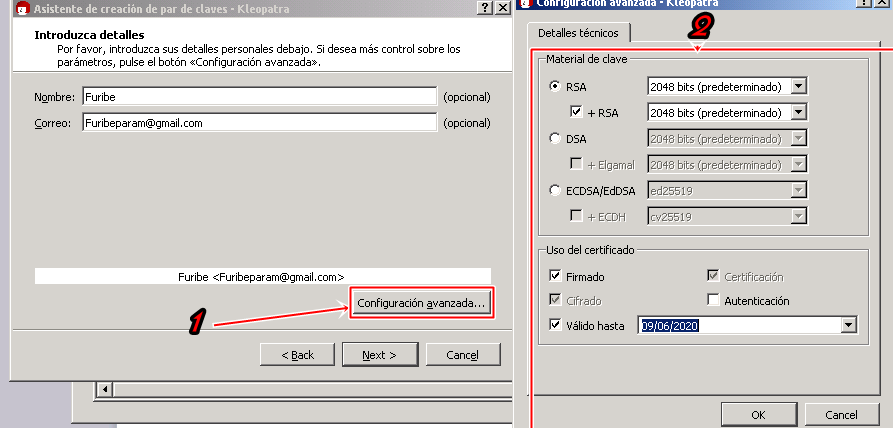 Asistente de creación de par de claves - Kleopatra
Introduzca detalles
Por favor, introduzca sus detalles personales debajo. Si desea más control sobre los
parámetros, pulse el botón «Configuración avanzada».
Nombre: Furibe (opcional)
Correo: Furibeparam@gmail.com (opcional)
Furibe <Furibeparam@gmail.com>
1
Configuración avanzada...
< Back Next > Cancel
Configuración avanzada - Kleopatra
Detalles técnicos
2
Material de clave
RSA 2048 bits (predeterminado)
+ RSA 2048 bits (predeterminado)
DSA 2048 bits (predeterminado)
+ Elgamal 2048 bits (predeterminado)
ECDSA/EdDSA ed25519
+ ECDH cv25519
Uso del certificado
Firmado Certificación
Cifrado Autenticación
Válido hasta 09/06/2020
OK Cancel